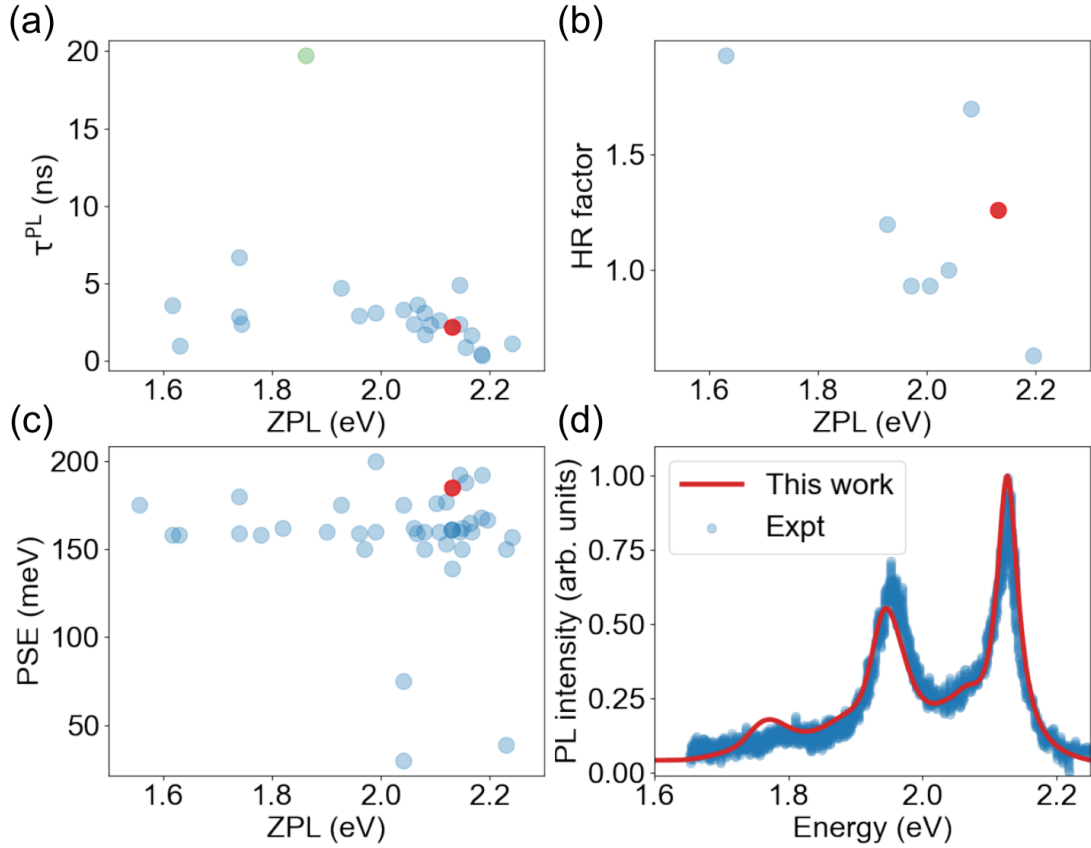 (a)
20
15
10
5
0
τ^PL (ns)
1.6 1.8 2.0 2.2
ZPL (eV)
(b)
1.5
1.0
HR factor
1.6 1.8 2.0 2.2
ZPL (eV)
(c)
200
150
100
50
PSE (meV)
1.6 1.8 2.0 2.2
ZPL (eV)
(d)
1.00
0.75
0.50
0.25
0.00
PL intensity (arb. units)
This work
Expt
1.6 1.8 2.0 2.2
Energy (eV)